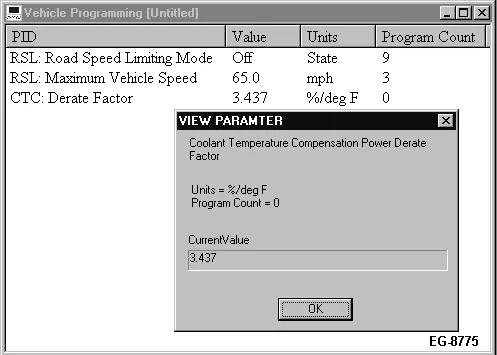 Vehicle Programming [Untitled]
PID Value Units Program Count
RSL: Road Speed Limiting Mode Off State 9
RSL: Maximum Vehicle Speed 65.0 mph 3
CTC: Derate Factor 3.437 %/deg F 0
VIEW PARAMTER
Coolant Temperature Compensation Power Derate
Factor
Units = %/deg F
Program Count = 0
CurrentValue
3.437
OK
EG-8775